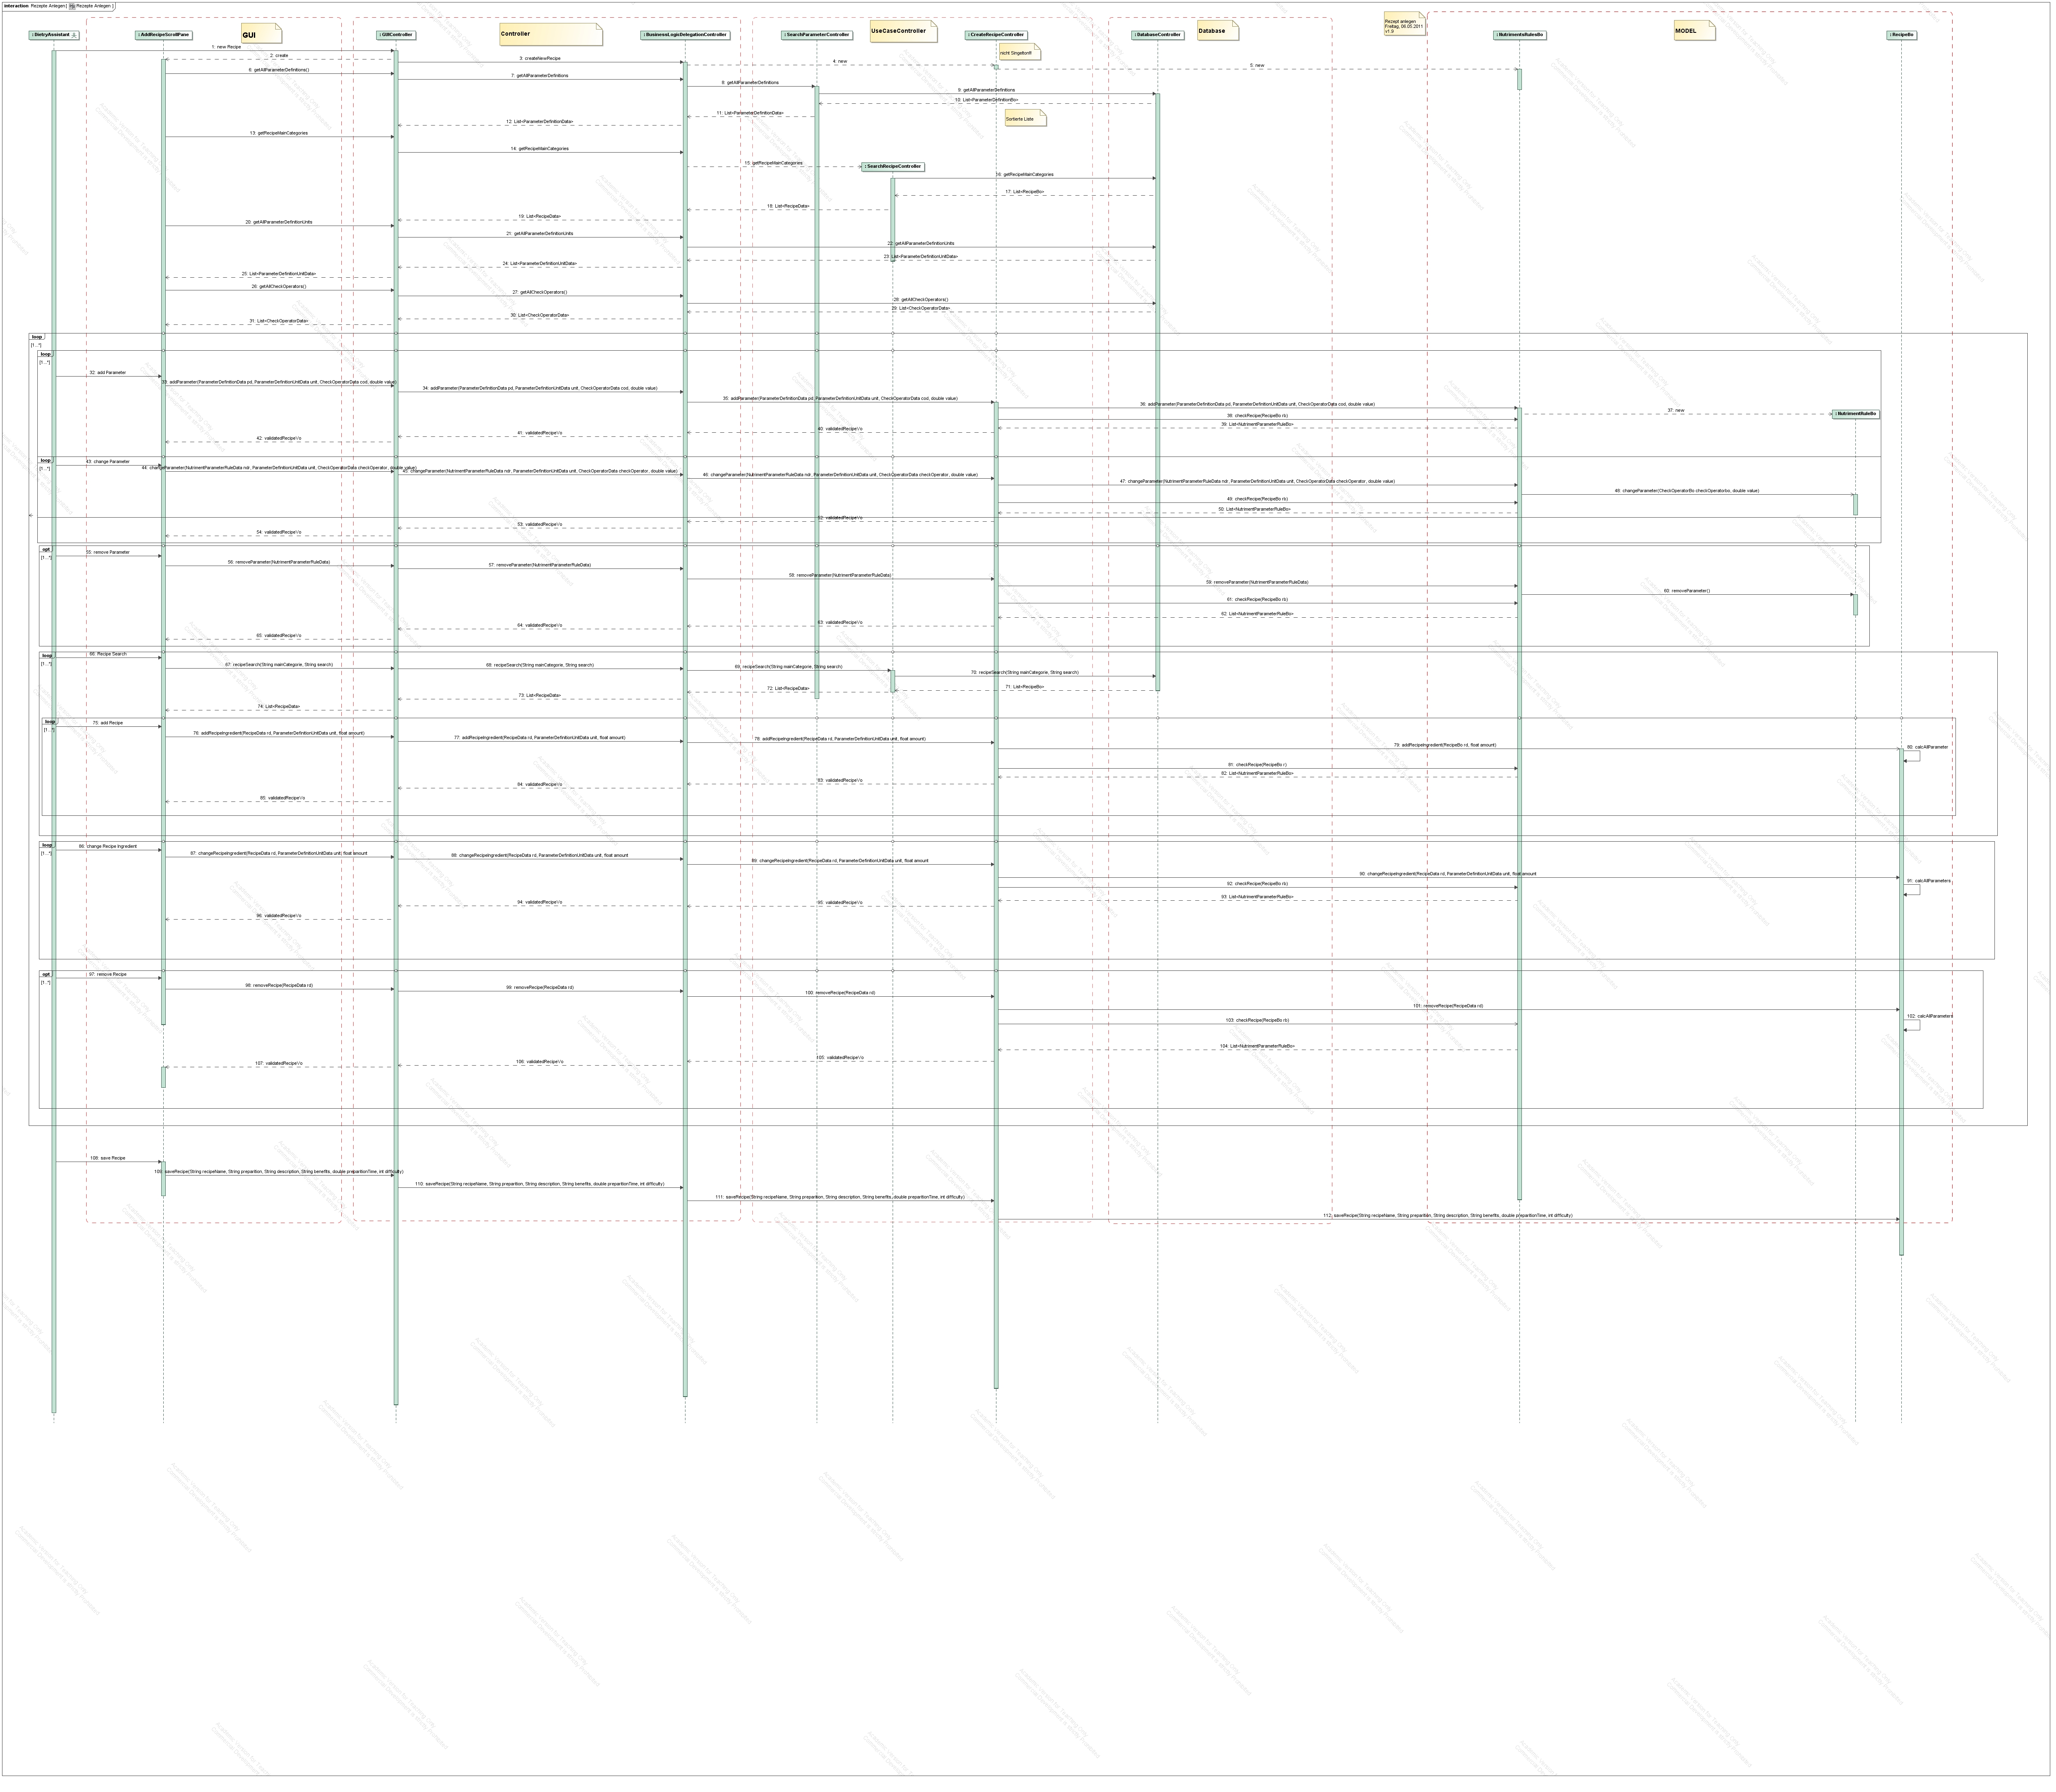 interaction Rezepte Anlegen [ Rezepte Anlegen ]
GUI
Controller
UseCaseController
Database
Rezept anlegen
Freitag, 06.05.2011
v1.9
MODEL
: DietryAssistant
: AddRecipeScrollPane
: GUIController
: BusinessLogicDelegationController
: SearchParameterController
: CreateRecipeController
: DatabaseController
: NutrimenteRulesBo
: RecipeBo
nicht Singelton!!
1: new Recipe
2: create
3: createNewRecipe
4: new
5: new
6: getAllParameterDefinitions()
7: getAllParameterDefinitions
8: getAllParameterDefinitions
9: getAllParameterDefinitions
10: List<ParameterDefinitionBo>
11: List<ParameterDefinitionData>
12: List<ParameterDefinitionData>
Sortierte Liste
13: getRecipeMainCategories
14: getRecipeMainCategories
15: getRecipeMainCategories
: SearchRecipeController
16: getRecipeMainCategories
17: List<RecipeBo>
18: List<RecipeData>
19: List<RecipeData>
20: getAllParameterDefinitionUnits
21: getAllParameterDefinitionUnits
22: getAllParameterDefinitionUnits
23: List<ParameterDefinitionUnitData>
24: List<ParameterDefinitionUnitData>
25: List<ParameterDefinitionUnitData>
26: getAllCheckOperators()
27: getAllCheckOperators()
28: getAllCheckOperators()
29: List<CheckOperatorData>
30: List<CheckOperatorData>
31: List<CheckOperatorData>
loop
[1...*]
loop
[1...*]
32: add Parameter
33: addParameter(ParameterDefinitionData pd, ParameterDefinitionUnitData unit, CheckOperatorData cod, double value)
34: addParameter(ParameterDefinitionData pd, ParameterDefinitionUnitData unit, CheckOperatorData cod, double value)
35: addParameter(ParameterDefinitionData pd, ParameterDefinitionUnitData unit, CheckOperatorData cod, double value)
36: addParameter(ParameterDefinitionData pd, ParameterDefinitionUnitData unit, CheckOperatorData cod, double value)
37: new
: NutrimentRuleBo
38: checkRecipe(RecipeBo rb)
39: List<NutrimentParameterRuleBo>
40: validatedRecipeVo
41: validatedRecipeVo
42: validatedRecipeVo
loop
[1...*]
43: change Parameter
44: changeParameter(NutrimentParameterRuleData ndr, ParameterDefinitionUnitData unit, CheckOperatorData checkOperator, double value)
45: changeParameter(NutrimentParameterRuleData ndr, ParameterDefinitionUnitData unit, CheckOperatorData checkOperator, double value)
46: changeParameter(NutrimentParameterRuleData ndr, ParameterDefinitionUnitData unit, CheckOperatorData checkOperator, double value)
47: changeParameter(NutrimentParameterRuleData ndr, ParameterDefinitionUnitData unit, CheckOperatorData checkOperator, double value)
48: changeParameter(CheckOperatorBo checkOperatorbo, double value)
49: checkRecipe(RecipeBo rb)
50: List<NutrimentParameterRuleBo>
52: validatedRecipeVo
53: validatedRecipeVo
54: validatedRecipeVo
opt
[1...*]
55: remove Parameter
56: removeParameter(NutrimentParameterRuleData)
57: removeParameter(NutrimentParameterRuleData)
58: removeParameter(NutrimentParameterRuleData)
59: removeParameter(NutrimentParameterRuleData)
60: removeParameter()
61: checkRecipe(RecipeBo rb)
62: List<NutrimentParameterRuleBo>
63: validatedRecipeVo
64: validatedRecipeVo
65: validatedRecipeVo
loop
[1...*]
66: Recipe Search
67: recipeSearch(String mainCategorie, String search)
68: recipeSearch(String mainCategorie, String search)
69: recipeSearch(String mainCategorie, String search)
70: recipeSearch(String mainCategorie, String search)
71: List<RecipeBo>
72: List<RecipeData>
73: List<RecipeData>
74: List<RecipeData>
loop
[1...*]
75: add Recipe
76: addRecipeIngredient(RecipeData rd, ParameterDefinitionUnitData unit, float amount)
77: addRecipeIngredient(RecipeData rd, ParameterDefinitionUnitData unit, float amount)
78: addRecipeIngredient(RecipeData rd, ParameterDefinitionUnitData unit, float amount)
79: addRecipeIngredient(RecipeBo rd, float amount)
80: calcAllParameter
81: checkRecipe(RecipeBo r)
82: List<NutrimentParameterRuleBo>
83: validatedRecipeVo
84: validatedRecipeVo
85: validatedRecipeVo
loop
[1...*]
86: change Recipe Ingredient
87: changeRecipeIngredient(RecipeData rd, ParameterDefinitionUnitData unit, float amount
88: changeRecipeIngredient(RecipeData rd, ParameterDefinitionUnitData unit, float amount
89: changeRecipeIngredient(RecipeData rd, ParameterDefinitionUnitData unit, float amount
90: changeRecipeIngredient(RecipeData rd, ParameterDefinitionUnitData unit, float amount
91: calcAllParameters
92: checkRecipe(RecipeBo rb)
93: List<NutrimentParameterRuleBo>
94: validatedRecipeVo
95: validatedRecipeVo
96: validatedRecipeVo
opt
[1...*]
97: remove Recipe
98: removeRecipe(RecipeData rd)
99: removeRecipe(RecipeData rd)
100: removeRecipe(RecipeData rd)
101: removeRecipe(RecipeData rd)
102: calcAllParameters
103: checkRecipe(RecipeBo rb)
104: List<NutrimentParameterRuleBo>
105: validatedRecipeVo
106: validatedRecipeVo
107: validatedRecipeVo
108: save Recipe
109: saveRecipe(String recipeName, String preparition, String description, String benefits, double preparitionTime, int difficulty)
110: saveRecipe(String recipeName, String preparition, String description, String benefits, double preparitionTime, int difficulty)
111: saveRecipe(String recipeName, String preparition, String description, String benefits, double preparitionTime, int difficulty)
112: saveRecipe(String recipeName, String preparition, String description, String benefits, double preparitionTime, int difficulty)
Academic Version for Teaching Only
Commercial Development is strictly Prohibited